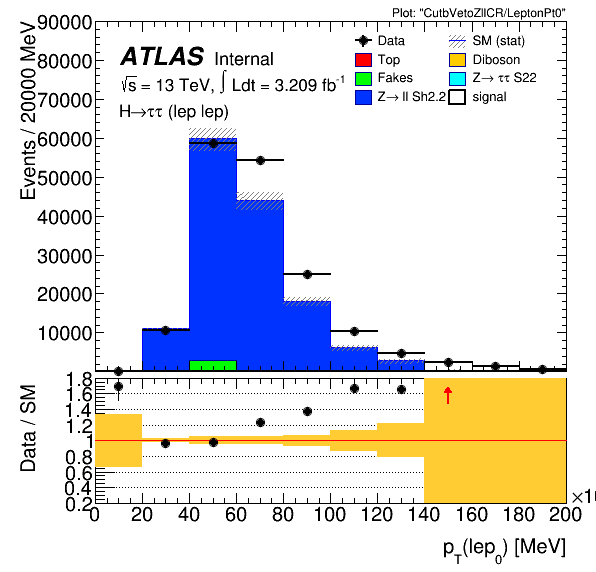 Plot: "CutbVetoZllCR/LeptonPt0"
ATLAS Internal
√s = 13 TeV, ∫ Ldt = 3.209 fb⁻¹
H→ττ (lep lep)
Data
SM (stat)
Top
Diboson
Fakes
Z→ ττ S22
Z→ ll Sh2.2
signal
Events / 20000 MeV
90000
80000
70000
60000
50000
40000
30000
20000
10000
Data / SM
1.8
1.6
1.4
1.2
1
0.8
0.6
0.4
0.2
0 20 40 60 80 100 120 140 160 180 200
×10
p_T(lep_0) [MeV]